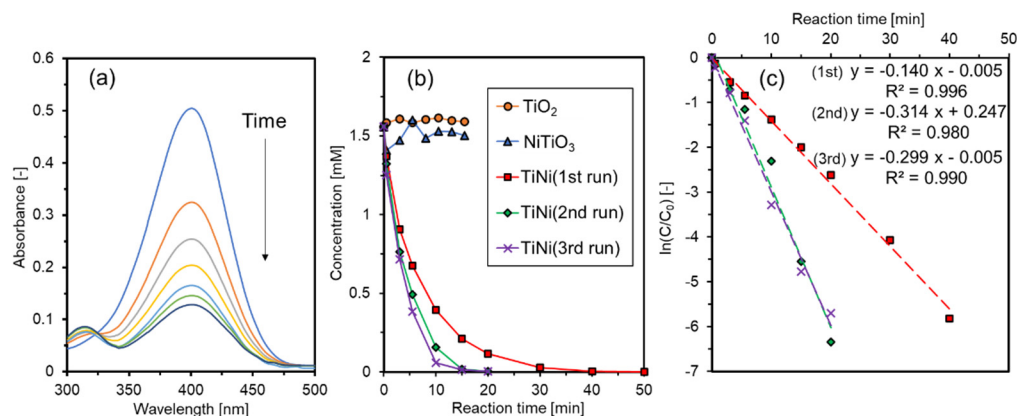 (a)
Time
Absorbance [-]
0.6
0.5
0.4
0.3
0.2
0.1
0
300
350
400
450
500
Wavelength [nm]
(b)
TiO₂
NiTiO₃
TiNi(1st run)
TiNi(2nd run)
TiNi(3rd run)
Concentration [mM]
2
1.5
1
0.5
0
0
10
20
30
40
50
Reaction time [min]
Reaction time [min]
0
10
20
30
40
50
(c)
(1st) y = -0.140 x - 0.005
R² = 0.996
(2nd) y = -0.314 x + 0.247
R² = 0.980
(3rd) y = -0.299 x - 0.005
R² = 0.990
ln(C/C₀) [-]
0
-1
-2
-3
-4
-5
-6
-7